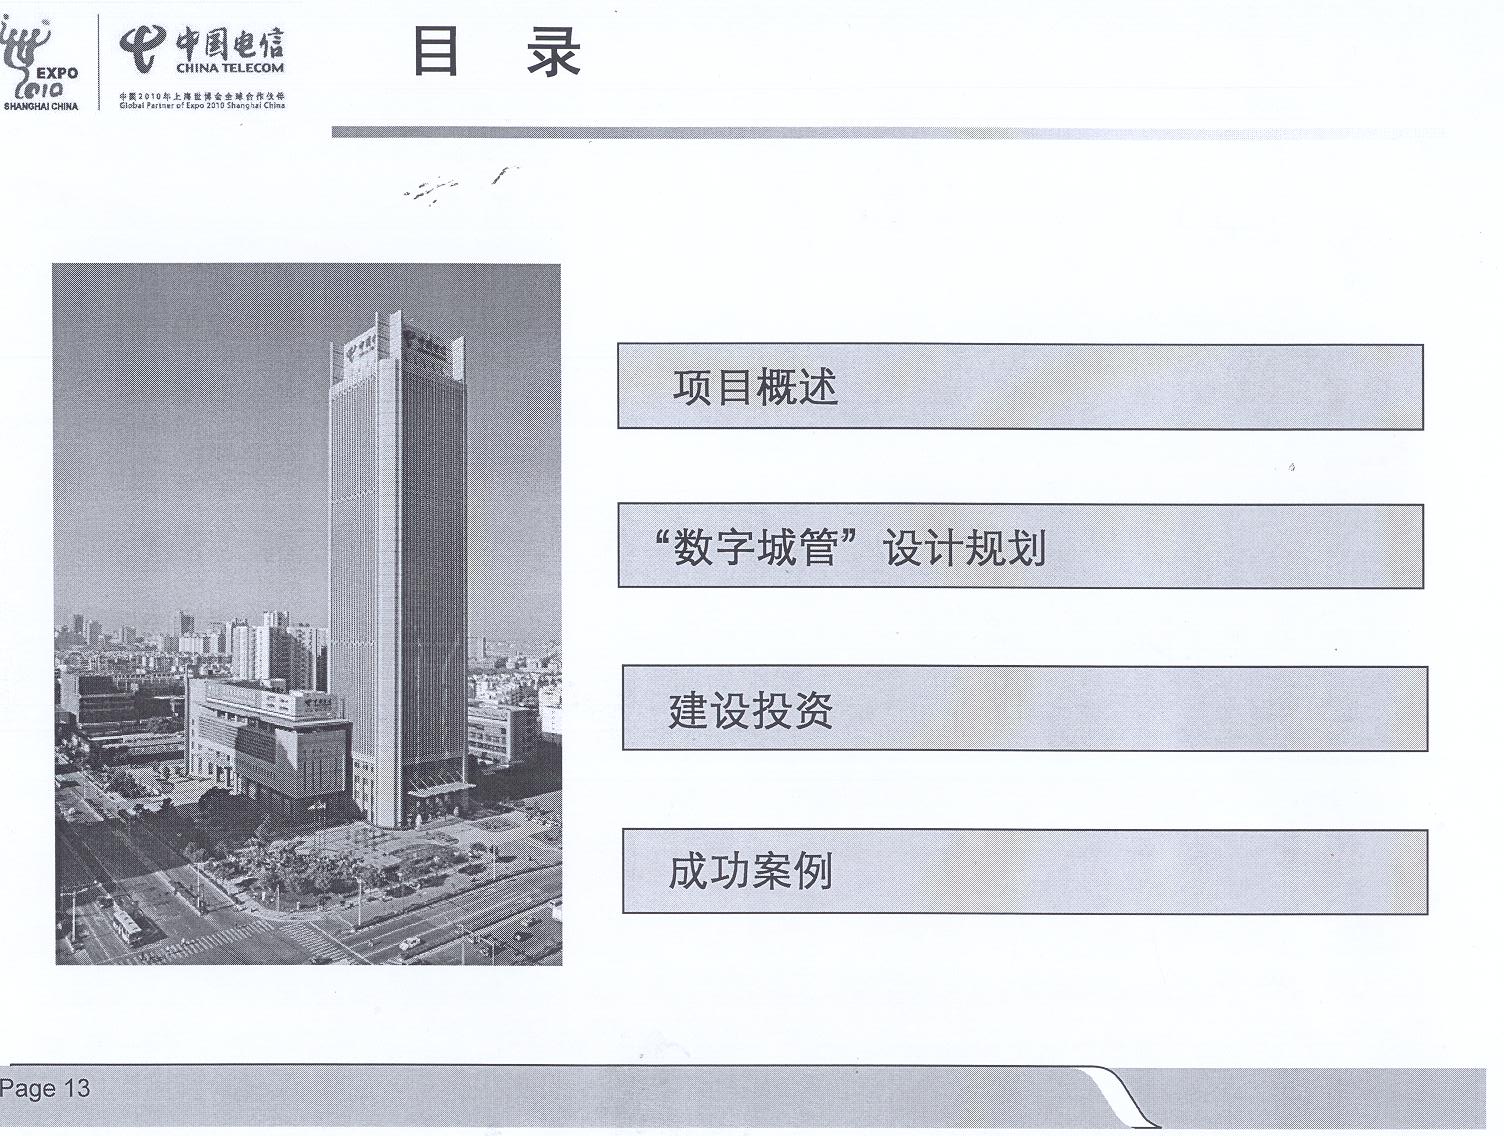 EXPO
2010
SHANGHAI CHINA
中国电信
CHINA TELECOM
中国2010年上海世博会全球合作伙伴
Global Partner of Expo 2010 Shanghai China
目 录
项目概述
“数字城管”设计规划
建设投资
成功案例
Page 13